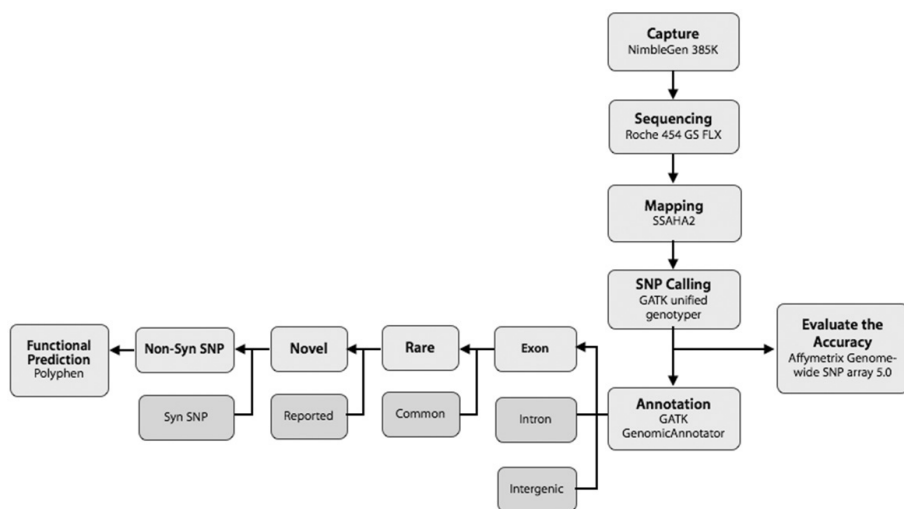 Capture
NimbleGen 385K
Sequencing
Roche 454 GS FLX
Mapping
SSAHA2
SNP Calling
GATK unified
genotyper
Evaluate the
Accuracy
Affymetrix Genome-
wide SNP array 5.0
Annotation
GATK
GenomicAnnotator
Exon
Intron
Intergenic
Rare
Common
Novel
Reported
Non-Syn SNP
Syn SNP
Functional
Prediction
Polyphen